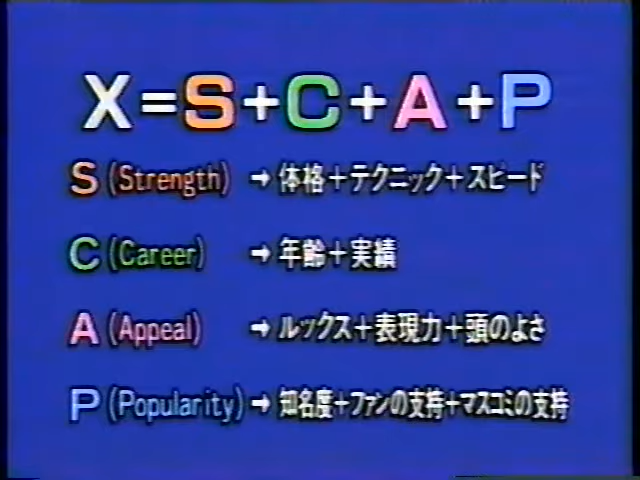 X=S+C+A+P
S (Strength) → 体格+テクニック+スピード
C (Career) → 年齢+実績
A (Appeal) → ルックス+表現力+頭のよさ
P (Popularity) → 知名度+ファンの支持+マスコミの支持